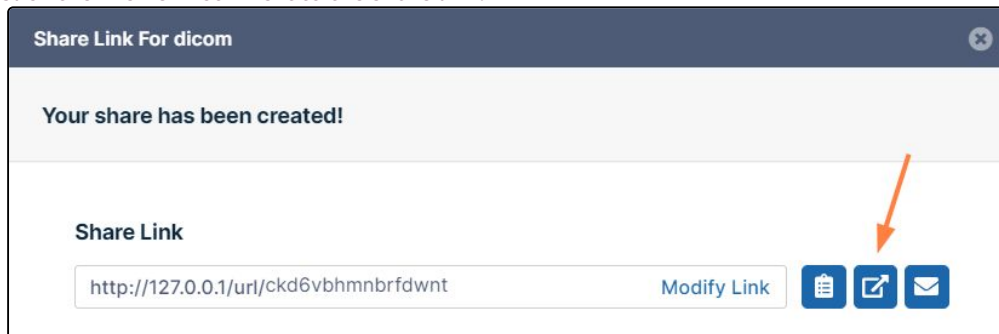 Share Link For dicom
Your share has been created!
Share Link
http://127.0.0.1/url/ckd6vbhmnbrfdwnt Modify Link